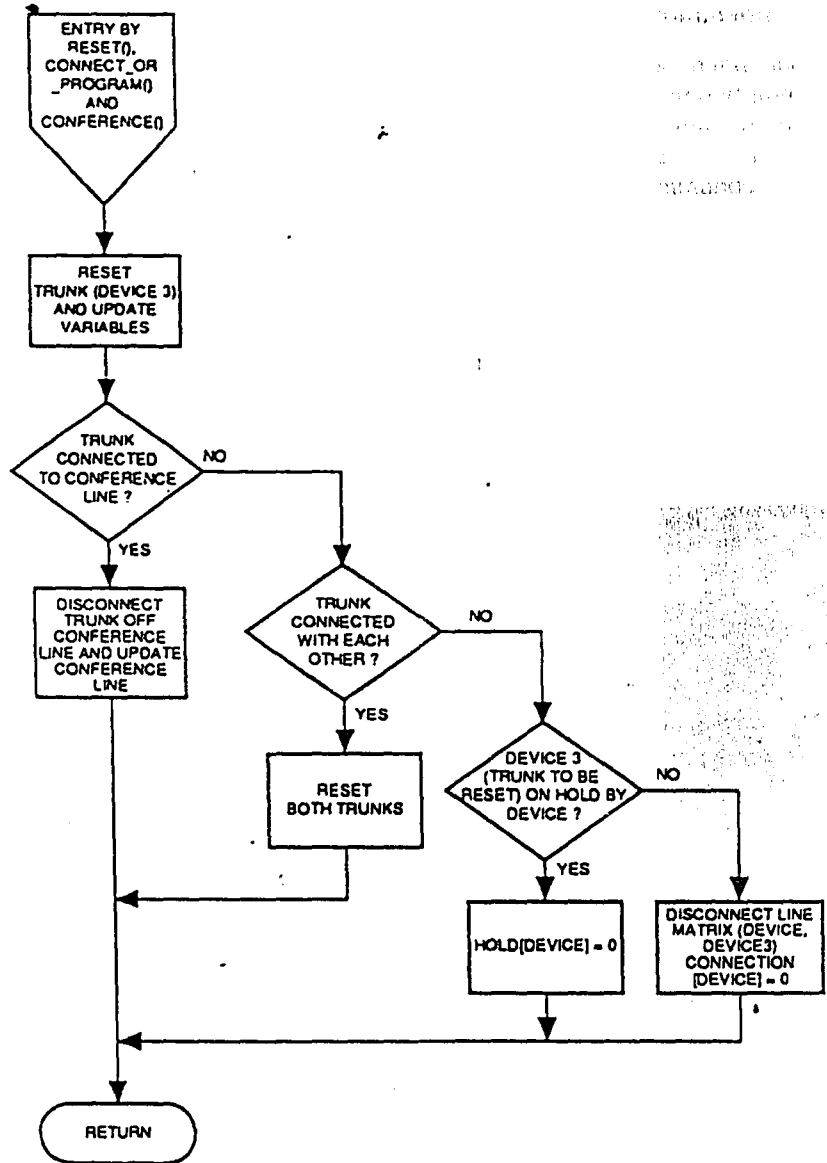 ENTRY BY
RESET(),
CONNECT_OR
_PROGRAM()
AND
CONFERENCE()
RESET
TRUNK (DEVICE 3)
AND UPDATE
VARIABLES
TRUNK
CONNECTED
TO CONFERENCE
LINE ?
NO
YES
DISCONNECT
TRUNK OFF
CONFERENCE
LINE AND UPDATE
CONFERENCE
LINE
TRUNK
CONNECTED
WITH EACH
OTHER ?
NO
YES
RESET
BOTH TRUNKS
DEVICE 3
(TRUNK TO BE
RESET) ON HOLD BY
DEVICE ?
NO
YES
HOLD[DEVICE] = 0
DISCONNECT LINE
MATRIX (DEVICE,
DEVICE3)
CONNECTION
[DEVICE] = 0
RETURN